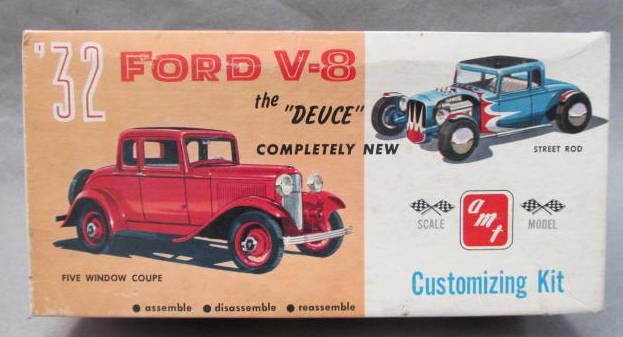 '32 FORD V-8
the "DEUCE"
COMPLETELY NEW
STREET ROD
SCALE amt MODEL
FIVE WINDOW COUPE
Customizing Kit
● assemble ● disassemble ● reassemble